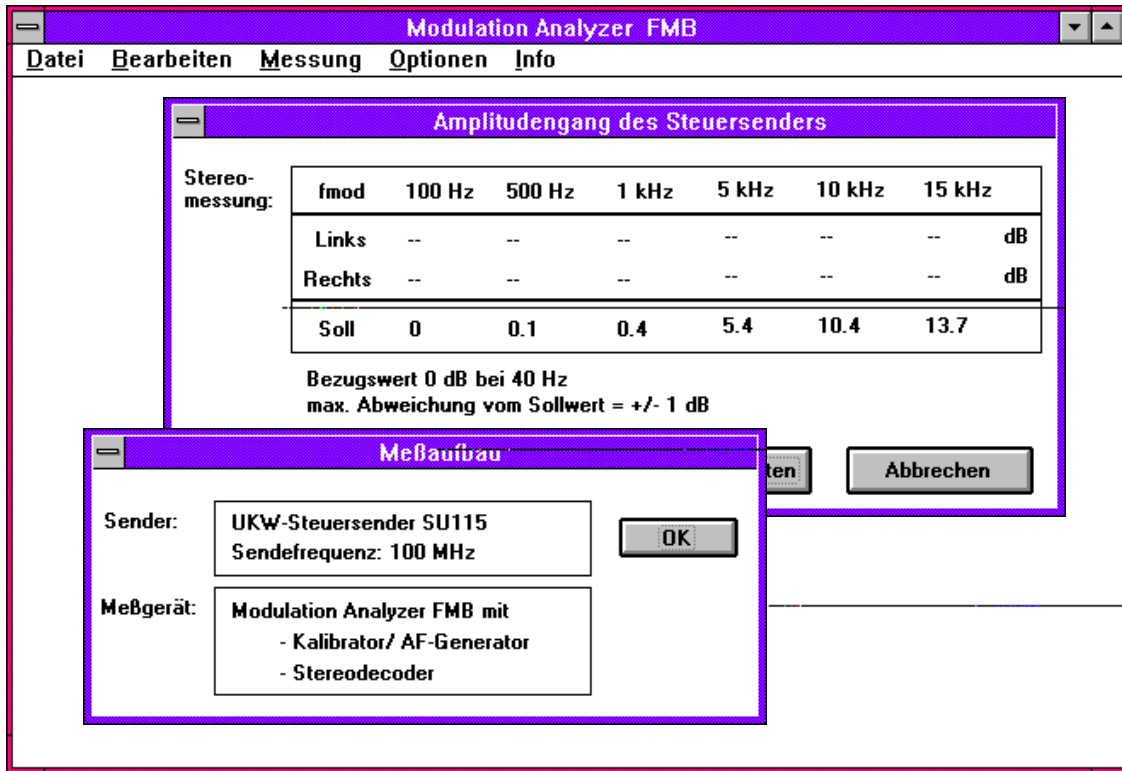 Modulation Analyzer FMB
Datei Bearbeiten Messung Optionen Info
Amplitudengang des Steuersenders
Stereo-
messung:
fmod 100 Hz 500 Hz 1 kHz 5 kHz 10 kHz 15 kHz
Links -- -- -- -- -- -- dB
Rechts -- -- -- -- -- -- dB
Soll 0 0.1 0.4 5.4 10.4 13.7
Bezugswert 0 dB bei 40 Hz
max. Abweichung vom Sollwert = +/- 1 dB
Abbrechen
Meßaufbau
Sender:
UKW-Steuersender SU115
Sendefrequenz: 100 MHz
OK
Meßgerät:
Modulation Analyzer FMB mit
- Kalibrator/ AF-Generator
- Stereodecoder